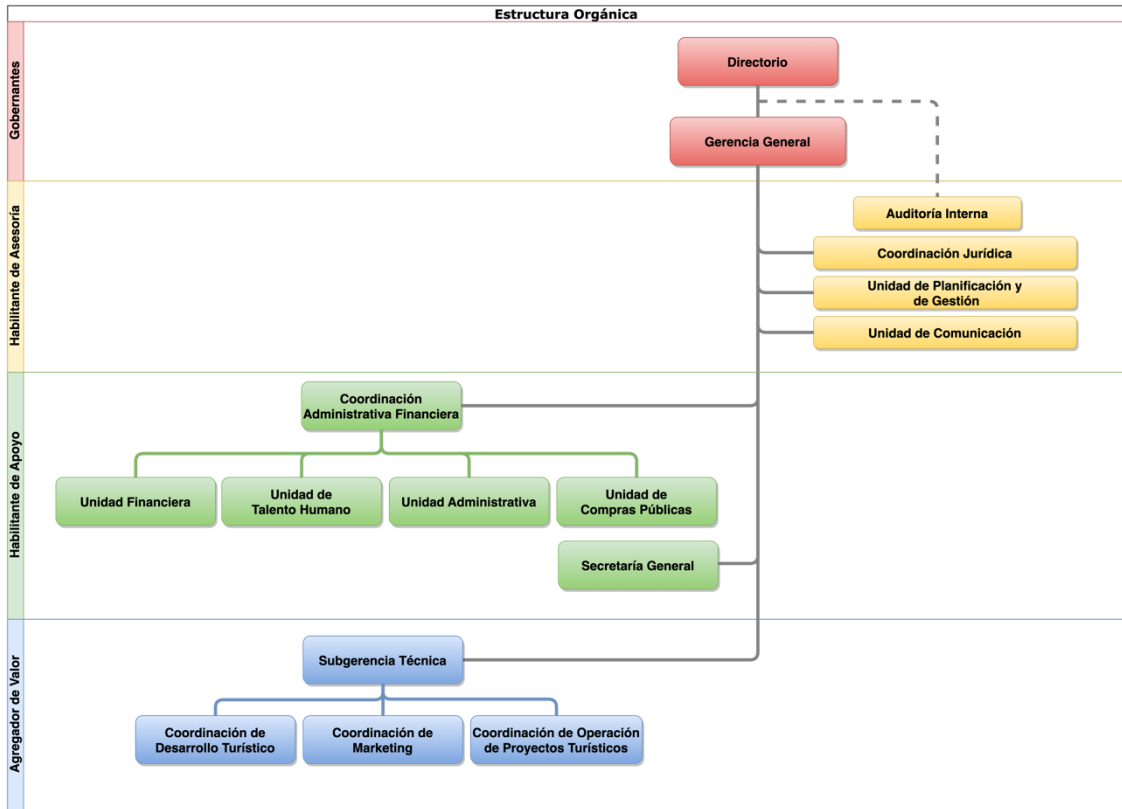 Estructura Orgánica
Gobernantes
Directorio
Gerencia General
Habilitante de Asesoría
Auditoría Interna
Coordinación Jurídica
Unidad de Planificación y
de Gestión
Unidad de Comunicación
Habilitante de Apoyo
Coordinación
Administrativa Financiera
Unidad Financiera
Unidad de
Talento Humano
Unidad Administrativa
Unidad de
Compras Públicas
Secretaría General
Agregador de Valor
Subgerencia Técnica
Coordinación de
Desarrollo Turístico
Coordinación de
Marketing
Coordinación de Operación
de Proyectos Turísticos